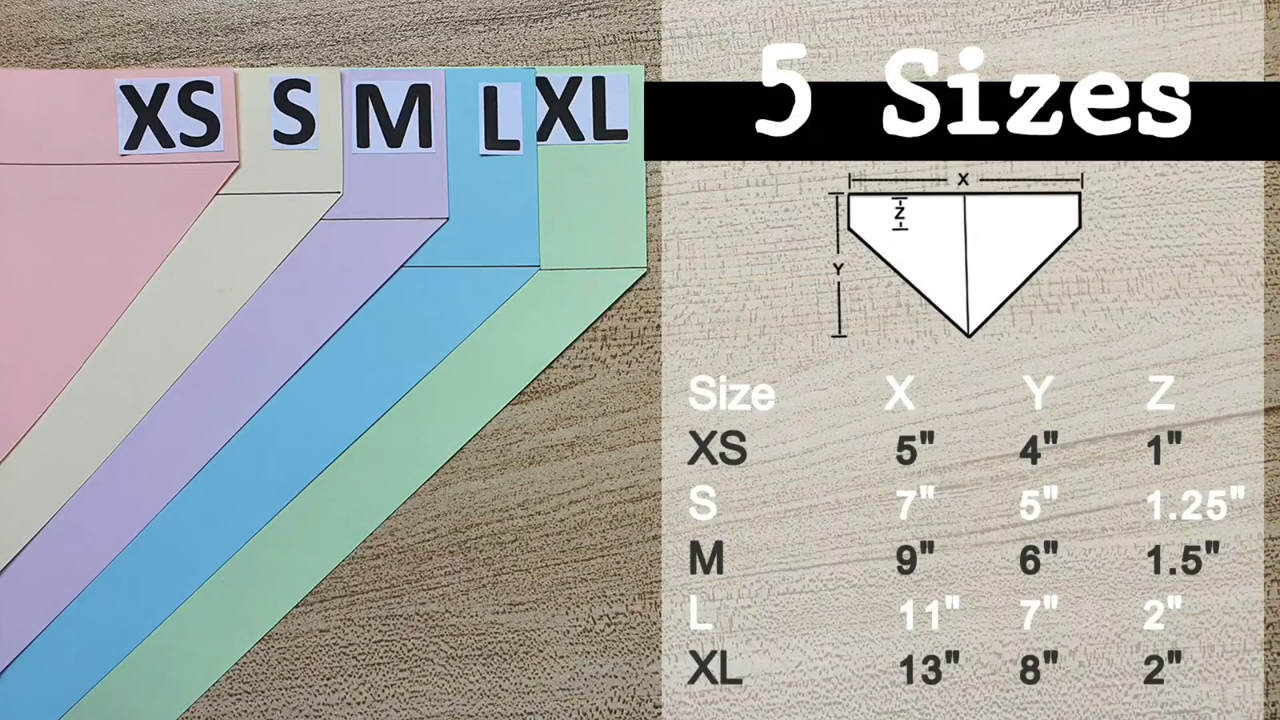 XS S M L XL
5 Sizes
X
Z
Y
Size X Y Z
XS 5" 4" 1"
S 7" 5" 1.25"
M 9" 6" 1.5"
L 11" 7" 2"
XL 13" 8" 2"